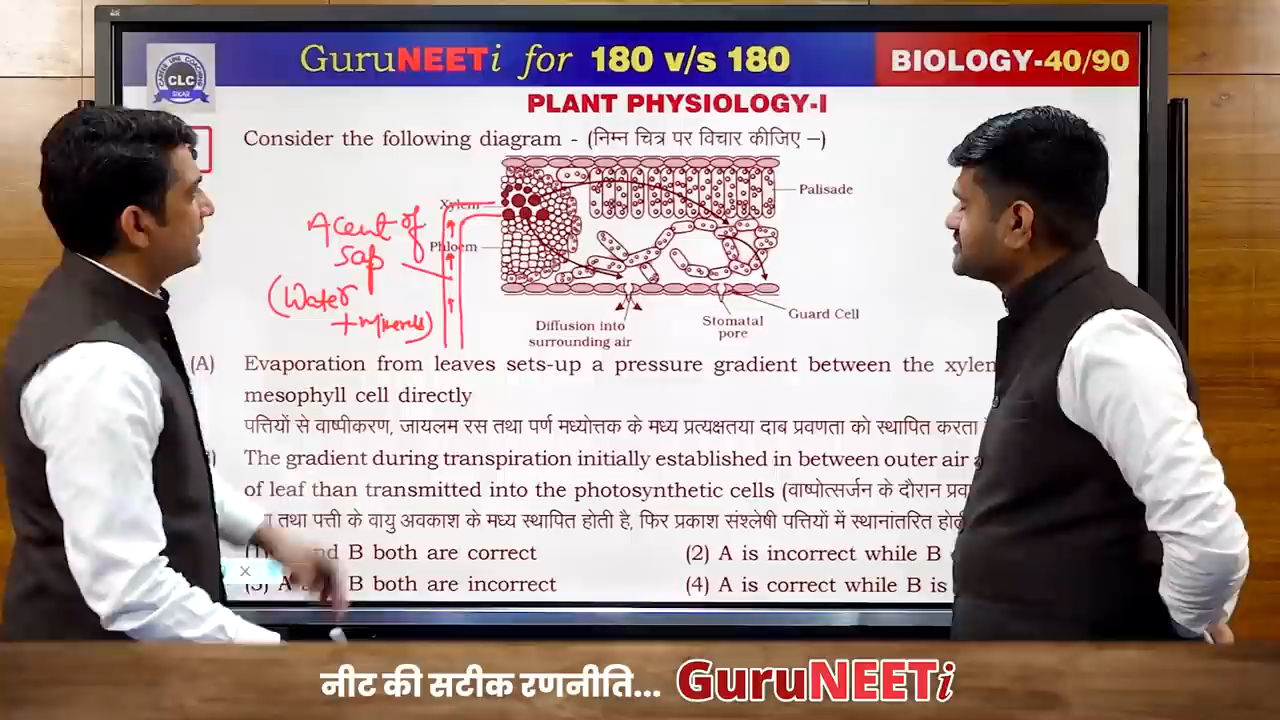 GuruNEETi for 180 v/s 180
BIOLOGY-40/90
CLC
SIKAR
PLANT PHYSIOLOGY-I
Consider the following diagram - (निम्न चित्र पर विचार कीजिए –)
Xylem
Palisade
Phloem
Acent of
sap
(Water
+minerals)
Guard Cell
Stomatal
pore
Diffusion into
surrounding air
(A) Evaporation from leaves sets-up a pressure gradient between the xylem
mesophyll cell directly
पत्तियों से वाष्पीकरण, जायलम रस तथा पर्ण मध्योत्तक के मध्य प्रत्यक्षतया दाब प्रवणता को स्थापित करता
The gradient during transpiration initially established in between outer air
of leaf than transmitted into the photosynthetic cells (वाष्पोत्सर्जन के दौरान
तथा पत्ती के वायु अवकाश के मध्य स्थापित होती है, फिर प्रकाश संश्लेषी पत्तियों में स्थानांतरित
(1) B both are correct
(2) A is incorrect while B
(3) A B both are incorrect
(4) A is correct while B is
नीट की सटीक रणनीति... GuruNEETi